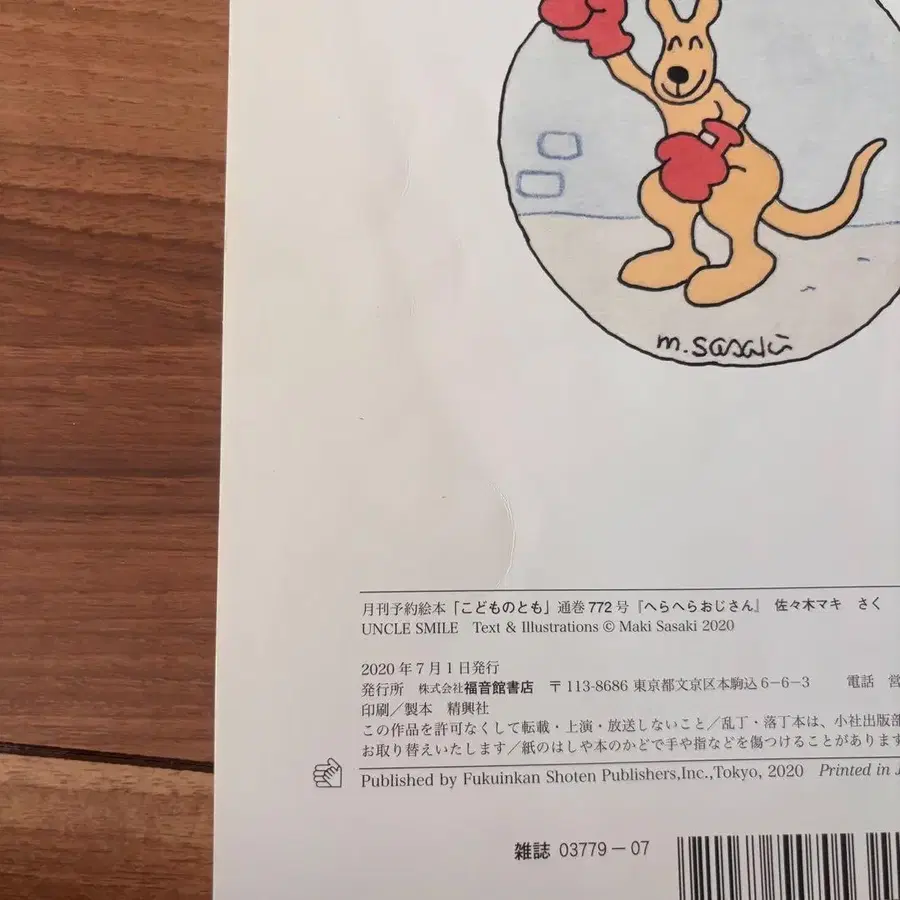 m. sasaki
月刊予約絵本「こどものとも」通巻 772 号『へらへらおじさん』 佐々木マキ さく
UNCLE SMILE Text & Illustrations © Maki Sasaki 2020
2020 年 7 月 1 日発行
発行所 株式会社福音館書店 〒 113-8686 東京都文京区本駒込 6−6−3 電話 営
印刷／製本 精興社
この作品を許可なくして転載・上演・放送しないこと／乱丁・落丁本は、小社出版部
お取り替えいたします／紙のはしや本のかどで手や指などを傷つけることがあります
Published by Fukuinkan Shoten Publishers,Inc.,Tokyo, 2020 Printed in J
雑誌 03779−07